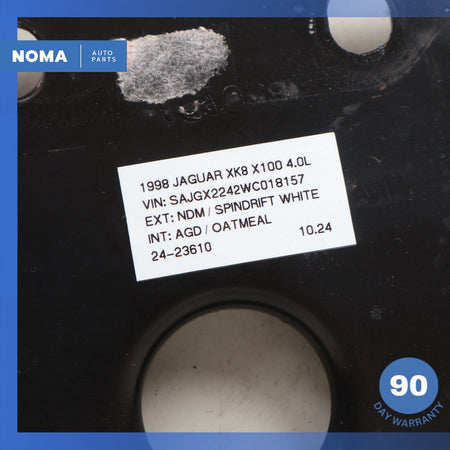 NOMA AUTO PARTS
1998 JAGUAR XK8 X100 4.0L
VIN: SAJGX2242WC018157
EXT: NDM / SPINDRIFT WHITE
INT: AGD / OATMEAL
24-23610 10.24
90
DAY WARRANTY